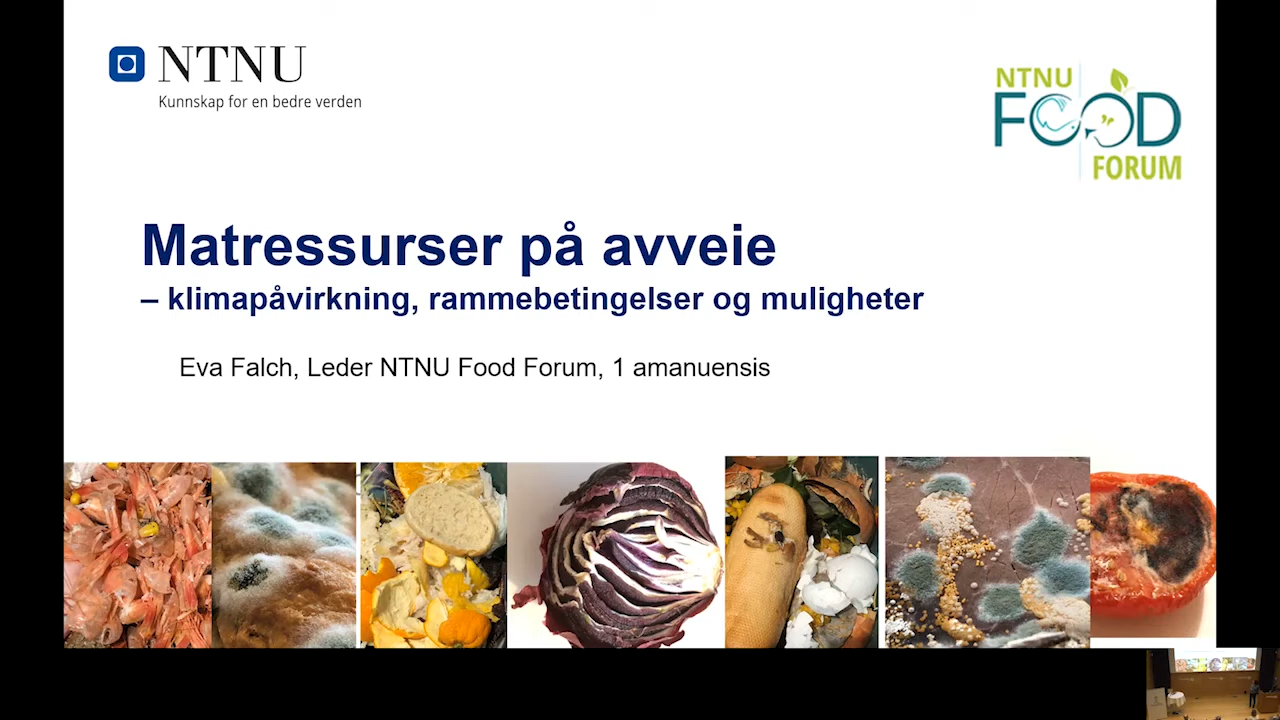 NTNU
Kunnskap for en bedre verden
NTNU
FOOD
FORUM
Matressurser på avveie
– klimapåvirkning, rammebetingelser og muligheter
Eva Falch, Leder NTNU Food Forum, 1 amanuensis